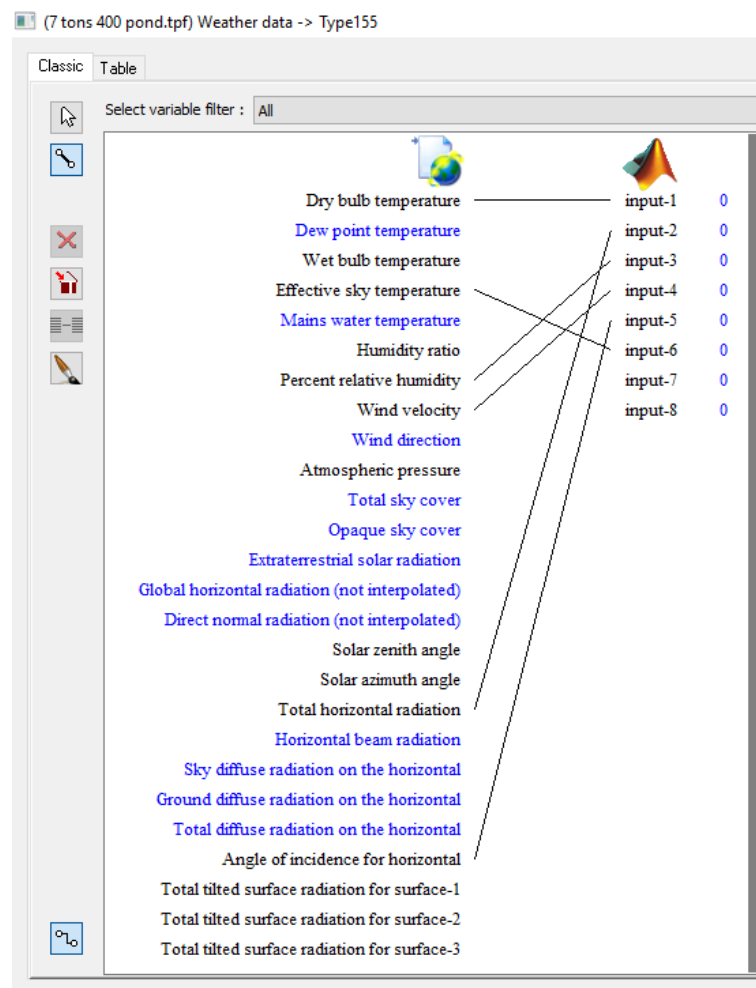 (7 tons 400 pond.tpf) Weather data -> Type155
Classic Table
Select variable filter : All
Dry bulb temperature input-1 0
Dew point temperature input-2 0
Wet bulb temperature input-3 0
Effective sky temperature input-4 0
Mains water temperature input-5 0
Humidity ratio input-6 0
Percent relative humidity input-7 0
Wind velocity input-8 0
Wind direction
Atmospheric pressure
Total sky cover
Opaque sky cover
Extraterrestrial solar radiation
Global horizontal radiation (not interpolated)
Direct normal radiation (not interpolated)
Solar zenith angle
Solar azimuth angle
Total horizontal radiation
Horizontal beam radiation
Sky diffuse radiation on the horizontal
Ground diffuse radiation on the horizontal
Total diffuse radiation on the horizontal
Angle of incidence for horizontal
Total tilted surface radiation for surface-1
Total tilted surface radiation for surface-2
Total tilted surface radiation for surface-3